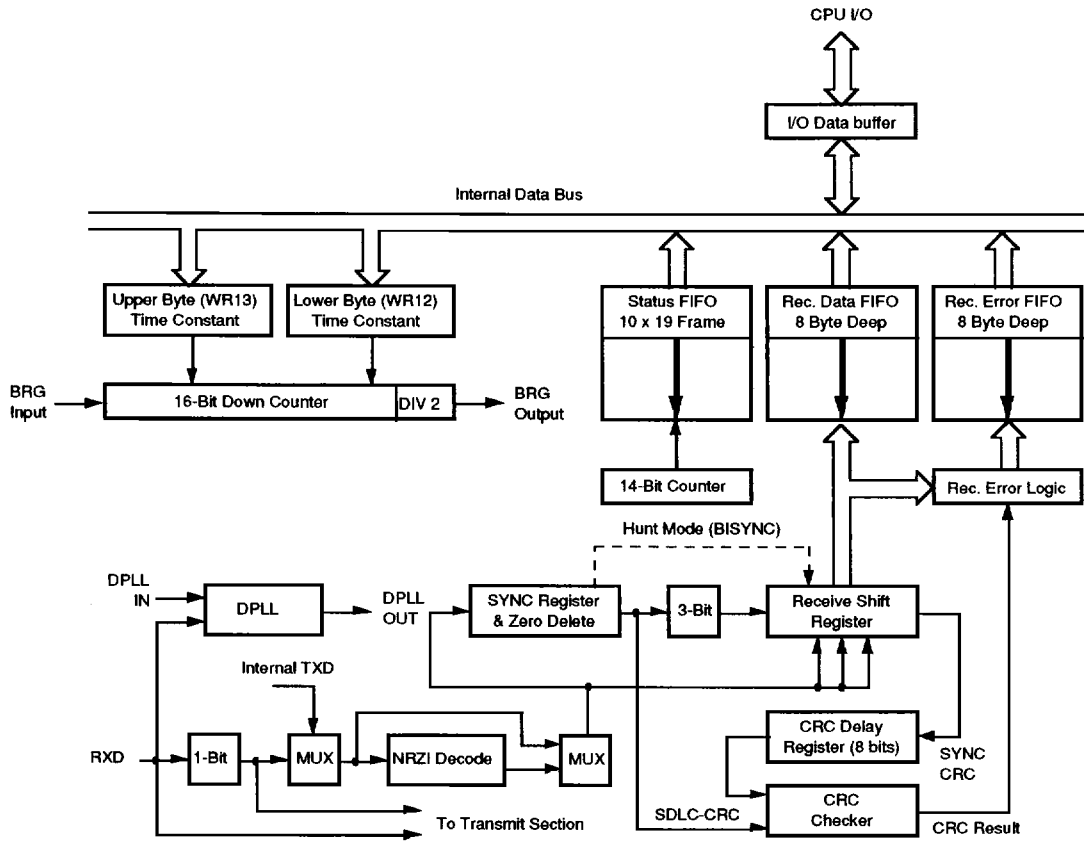 CPU I/O
I/O Data buffer
Internal Data Bus
Upper Byte (WR13)
Time Constant
Lower Byte (WR12)
Time Constant
Status FIFO
10 x 19 Frame
Rec. Data FIFO
8 Byte Deep
Rec. Error FIFO
8 Byte Deep
BRG
Input
16-Bit Down Counter
DIV 2
BRG
Output
14-Bit Counter
Rec. Error Logic
Hunt Mode (BISYNC)
DPLL
IN
DPLL
DPLL
OUT
SYNC Register
& Zero Delete
3-Bit
Receive Shift
Register
Internal TXD
RXD
1-Bit
MUX
NRZI Decode
MUX
CRC Delay
Register (8 bits)
SYNC
CRC
To Transmit Section
SDLC-CRC
CRC
Checker
CRC Result